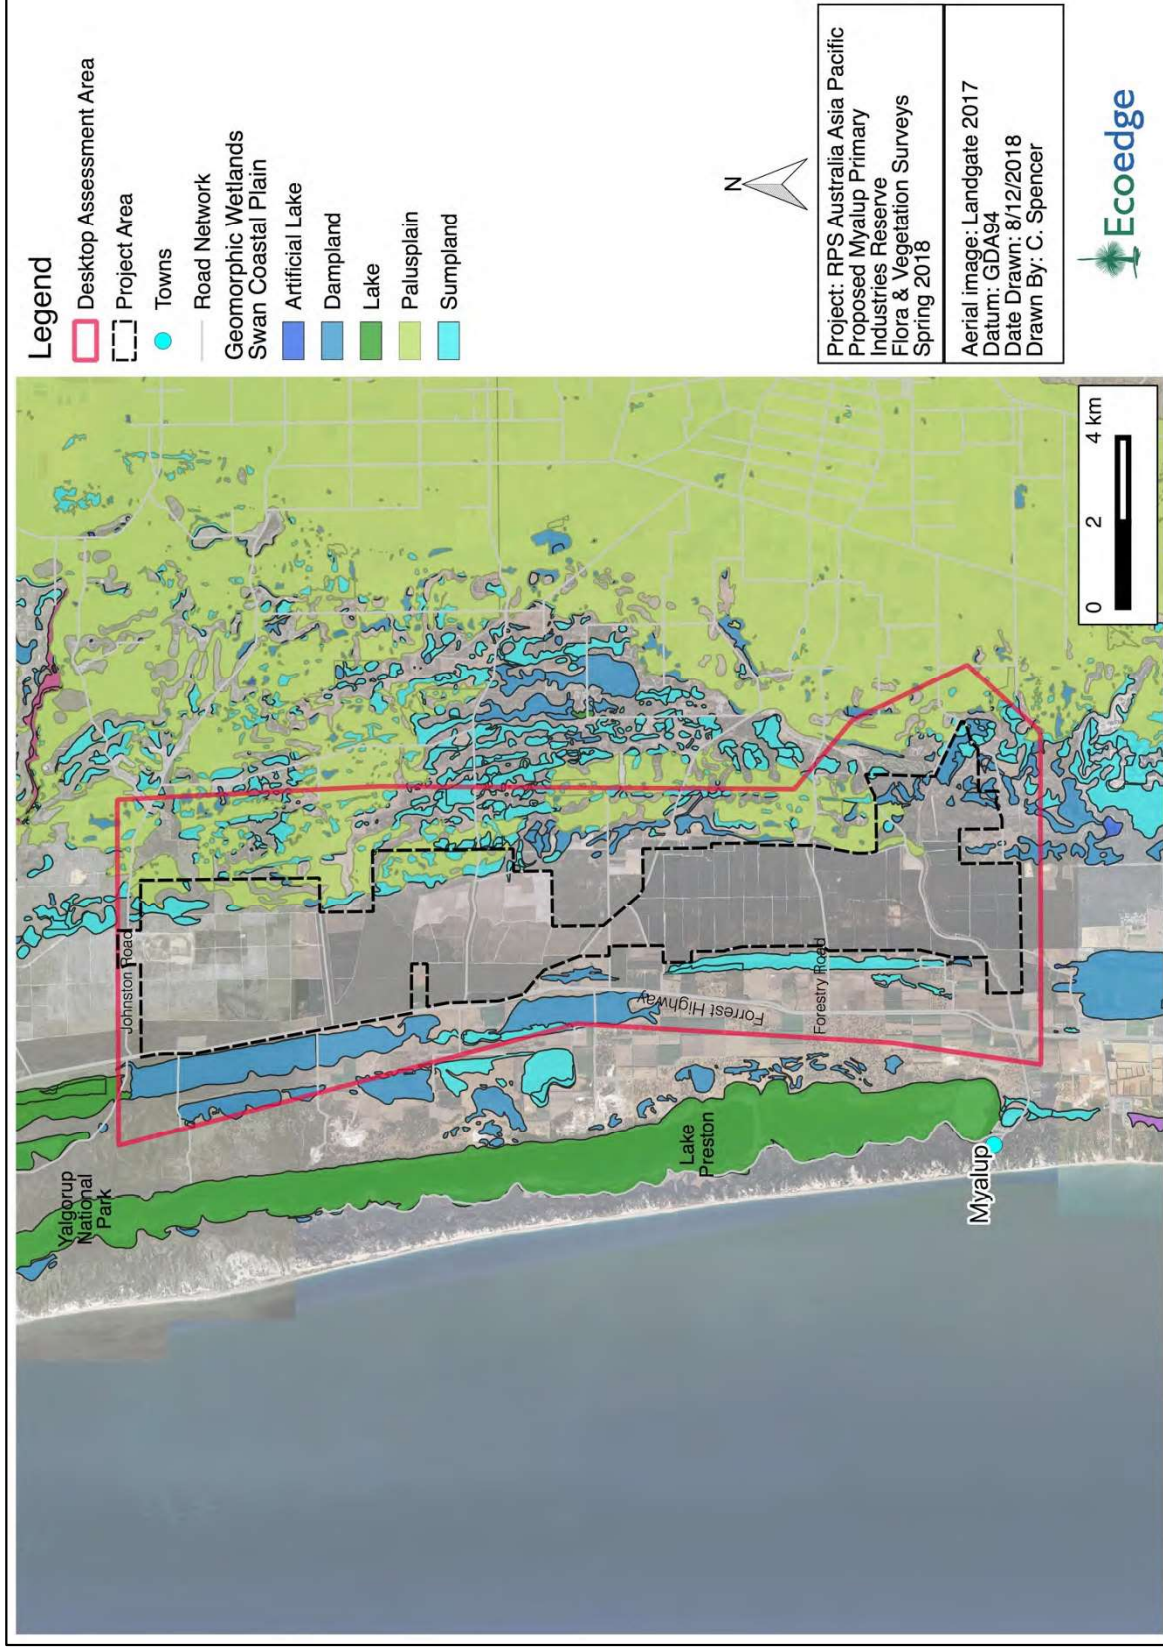 Legend
Desktop Assessment Area
Project Area
Towns
Road Network
Geomorphic Wetlands
Swan Coastal Plain
Artificial Lake
Dampland
Lake
Palusplain
Sumpland
N
Project: RPS Australia Asia Pacific
Proposed Myalup Primary
Industries Reserve
Flora & Vegetation Surveys
Spring 2018
Aerial image: Landgate 2017
Datum: GDA94
Date Drawn: 8/12/2018
Drawn By: C. Spencer
Ecoedge
0 2 4 km
Yalgorup
National
Park
Johnston Road
Lake
Preston
Forrest Highway
Forestry Road
Myalup